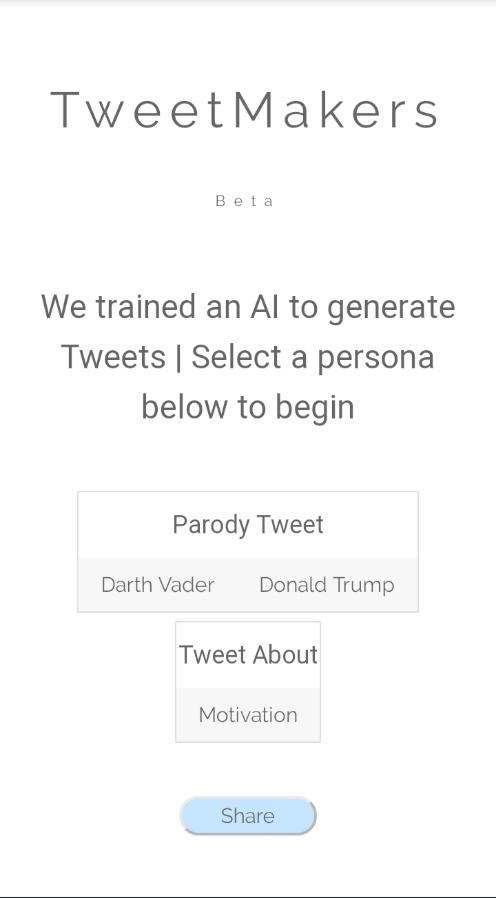 TweetMakers
Beta
We trained an AI to generate
Tweets | Select a persona
below to begin
Parody Tweet
Darth Vader Donald Trump
Tweet About
Motivation
Share